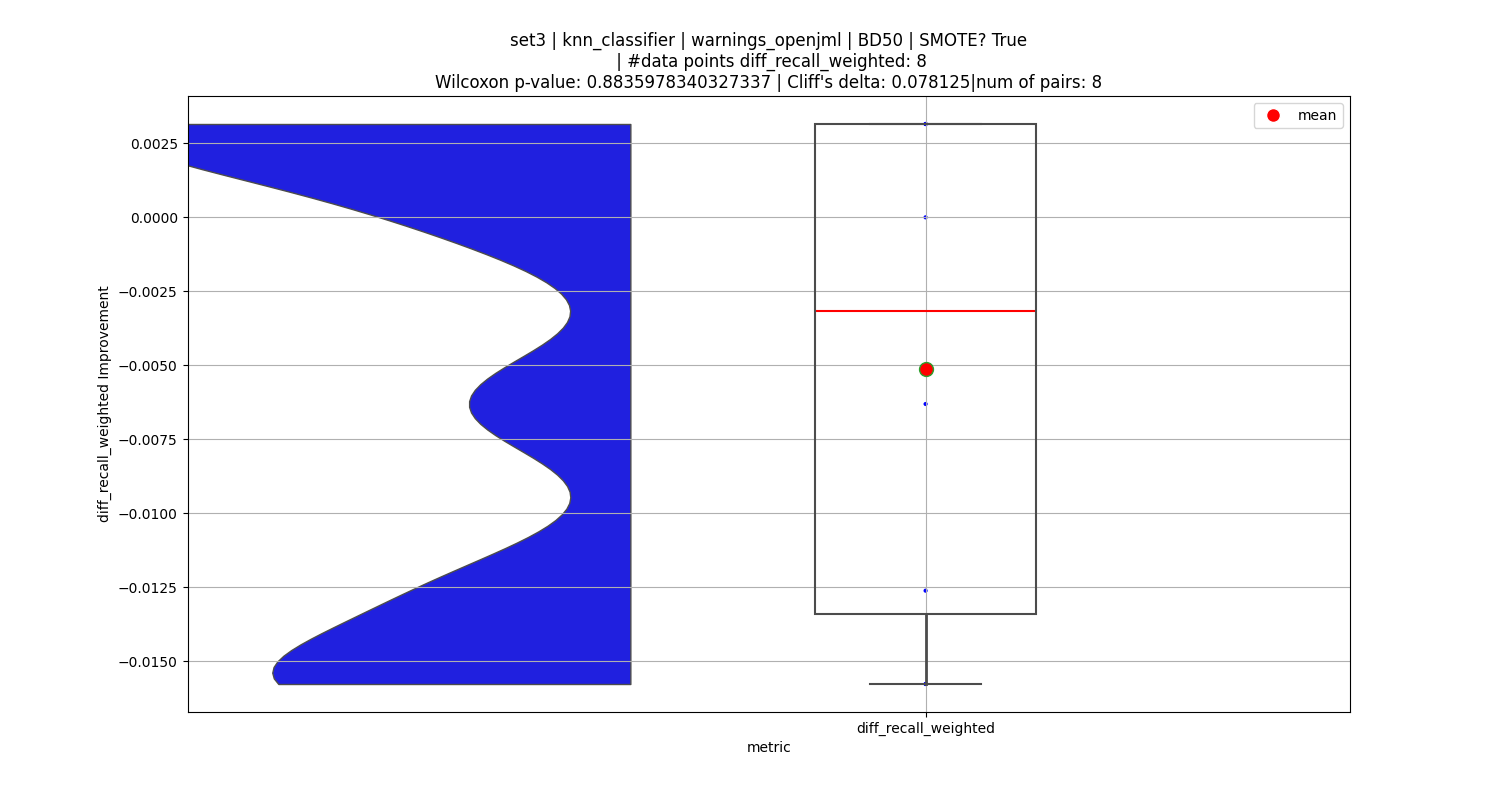 set3 | knn_classifier | warnings_openjml | BD50 | SMOTE? True
| #data points diff_recall_weighted: 8
Wilcoxon p-value: 0.8835978340327337 | Cliff's delta: 0.078125|num of pairs: 8
mean
0.0025
0.0000
−0.0025
−0.0050
−0.0075
−0.0100
−0.0125
−0.0150
diff_recall_weighted Improvement
diff_recall_weighted
metric